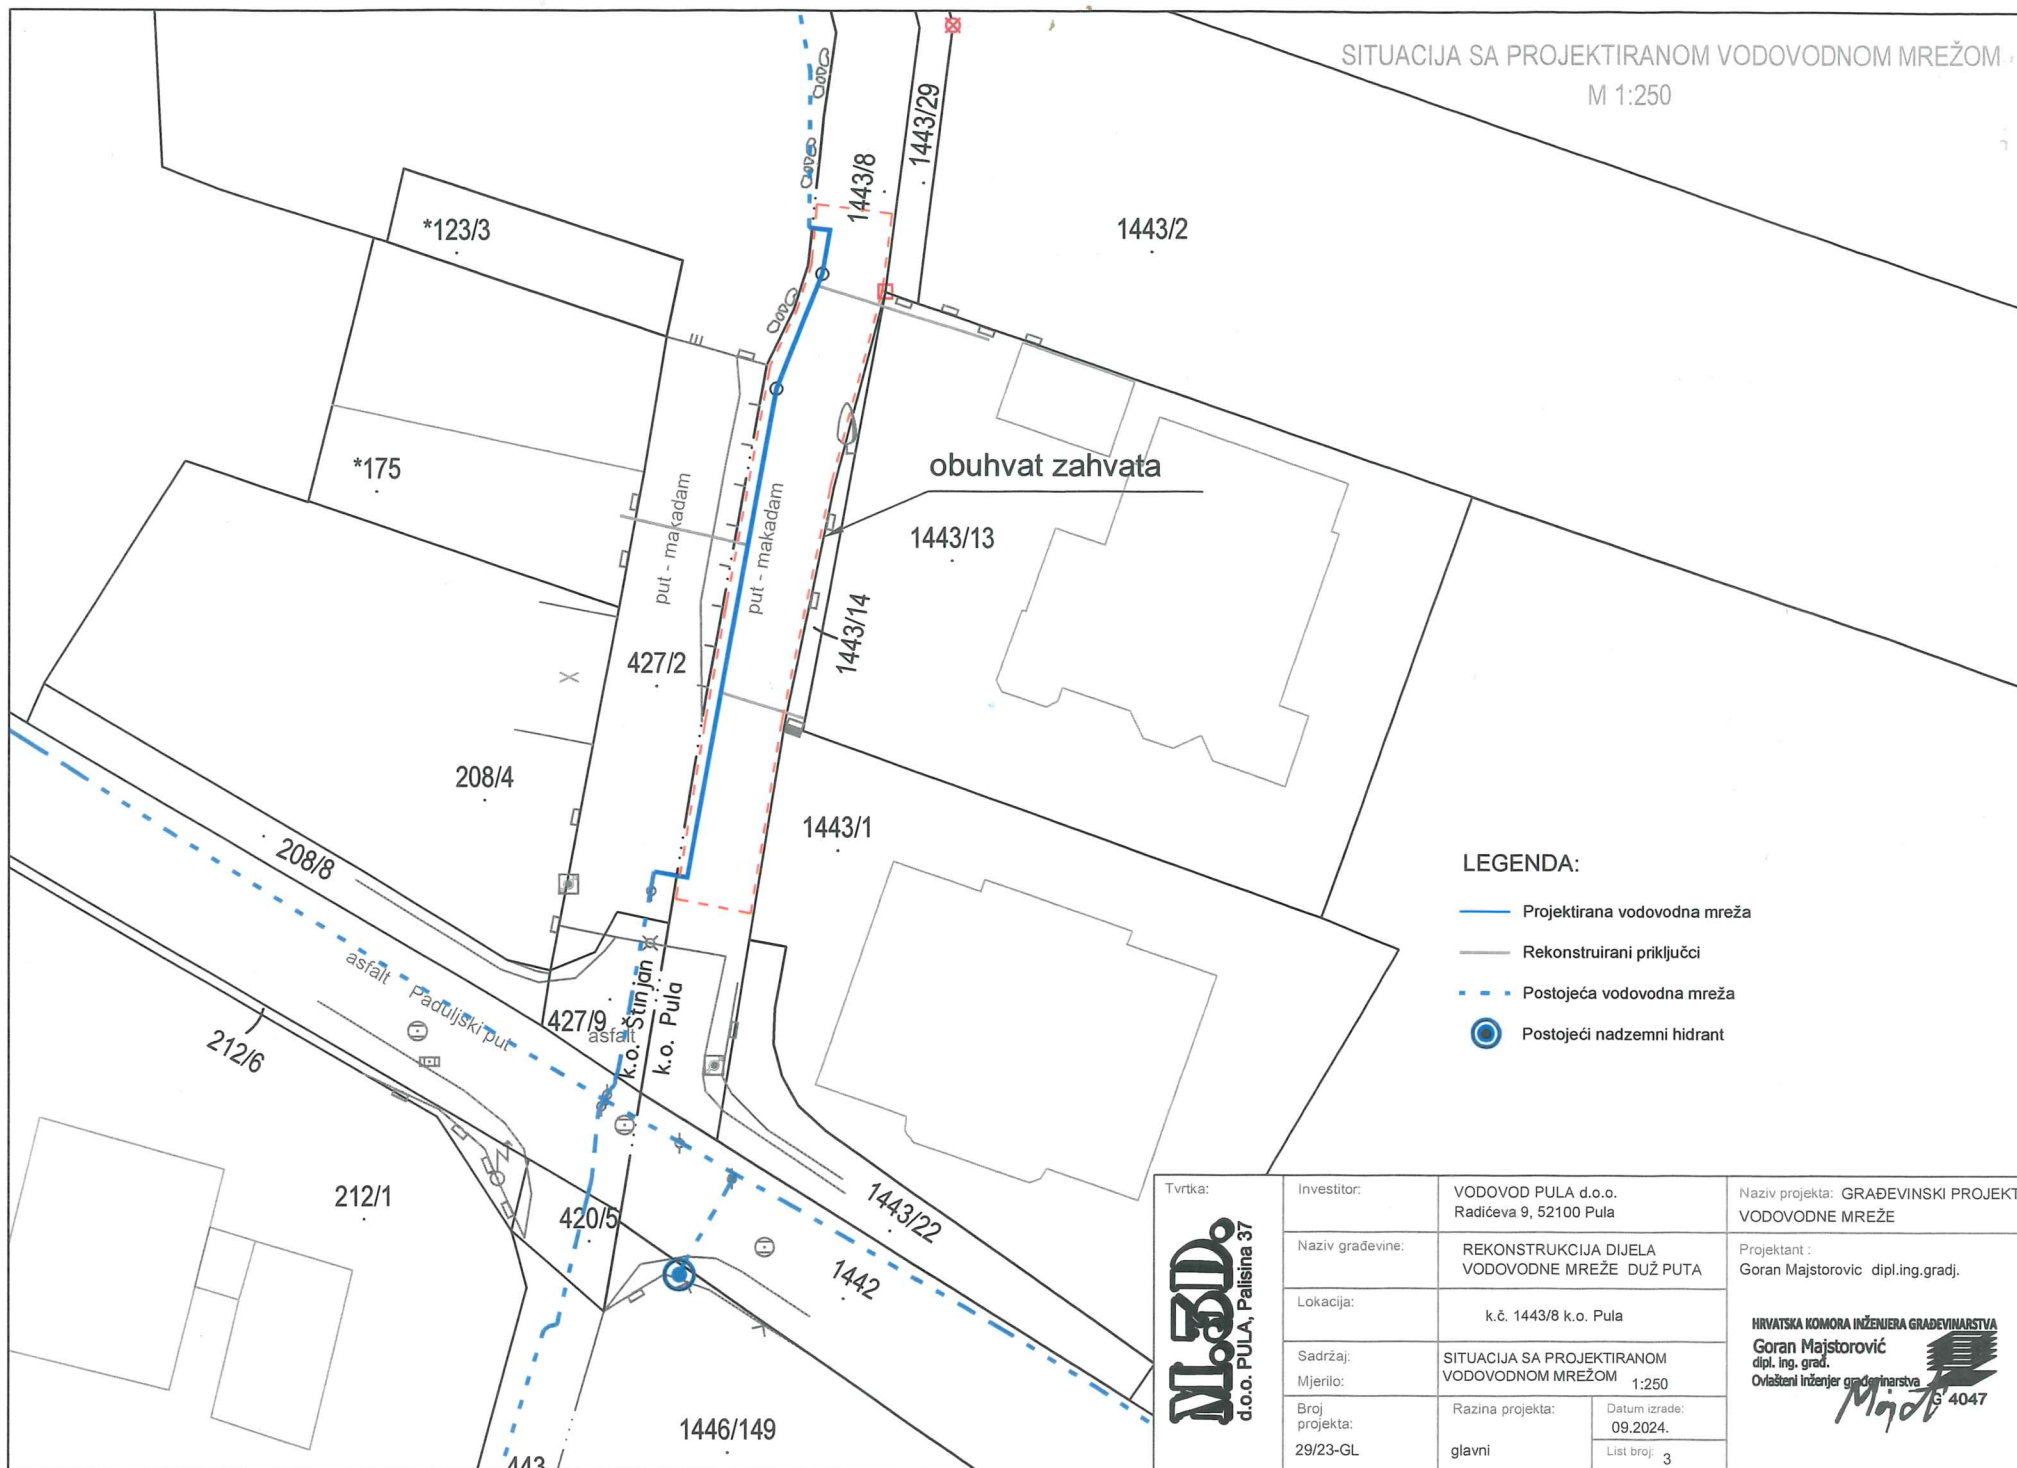 SITUACIJA SA PROJEKTIRANOM VODOVODNOM MREŽOM
M 1:250
1443/29
1443/8
*123/3
1443/2
*175
obuhvat zahvata
put - makadam
put - makadam
1443/13
1443/14
427/2
208/4
1443/1
208/8
asfalt
Paduljski put
212/6
427/9
asfalt
k.o. Štinjan
k.o. Pula
212/1
420/5
1443/22
1442
1446/149
443
LEGENDA:
Projektirana vodovodna mreža
Rekonstruirani priključci
Postojeća vodovodna mreža
Postojeći nadzemni hidrant
Tvrtka:
M.3D.
d.o.o. PULA, Palisina 37
Investitor:
VODOVOD PULA d.o.o.
Radićeva 9, 52100 Pula
Naziv projekta: GRAĐEVINSKI PROJEKT
VODOVODNE MREŽE
Naziv građevine:
REKONSTRUKCIJA DIJELA
VODOVODNE MREŽE DUŽ PUTA
Projektant :
Goran Majstorovic dipl.ing.gradj.
Lokacija:
k.č. 1443/8 k.o. Pula
HRVATSKA KOMORA INŽENJERA GRAĐEVINARSTVA
Goran Majstorović
dipl. ing. građ.
Ovlašteni inženjer građevinarstva
G 4047
Sadržaj:
SITUACIJA SA PROJEKTIRANOM
VODOVODNOM MREŽOM
Mjerilo:
1:250
Broj
projekta:
29/23-GL
Razina projekta:
glavni
Datum izrade:
09.2024.
List broj: 3